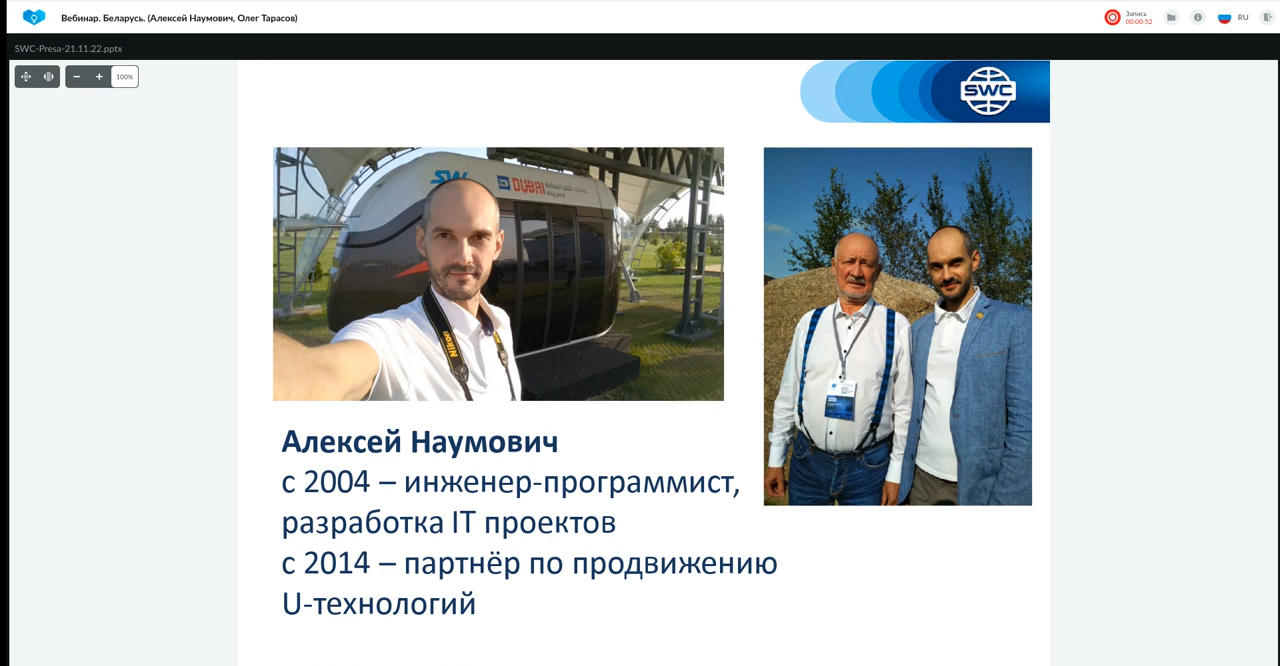 Вебинар. Беларусь. (Алексей Наумович, Олег Тарасов)
Запись
00:00:52
RU
SWC-Presa-21.11.22.pptx
100%
SWC
SW
DUBAI
Nikon
Алексей Наумович
с 2004 – инженер-программист,
разработка IT проектов
с 2014 – партнёр по продвижению
U-технологий